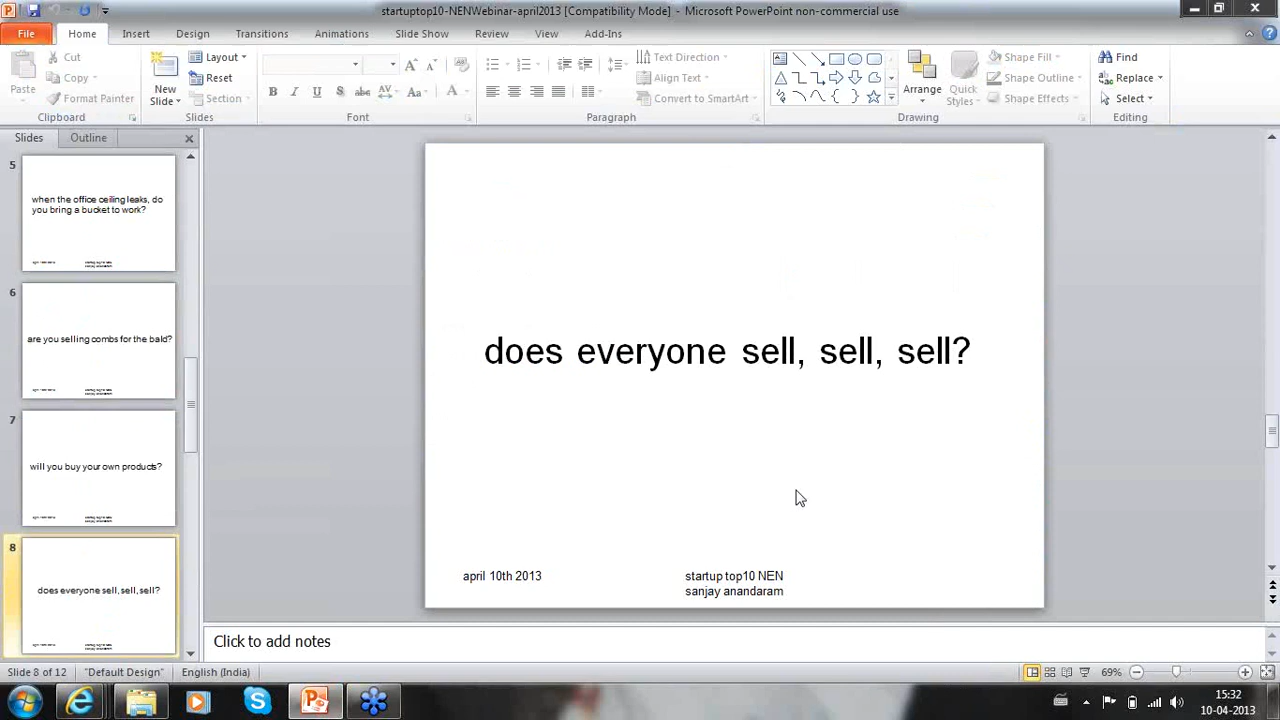 startuptop10-NENWebinar-april2013 [Compatibility Mode] - Microsoft PowerPoint non-commercial use
File Home Insert Design Transitions Animations Slide Show Review View Add-Ins
Paste
Cut
Copy
Format Painter
Clipboard
New Slide
Layout
Reset
Section
Slides
Font
Text Direction
Align Text
Convert to SmartArt
Paragraph
Arrange
Quick Styles
Shape Fill
Shape Outline
Shape Effects
Drawing
Find
Replace
Select
Editing
Slides Outline
5
when the office ceiling leaks, do
you bring a bucket to work?
6
are you selling combs for the bald?
7
will you buy your own products?
8
does everyone sell, sell, sell?
does everyone sell, sell, sell?
april 10th 2013
startup top10 NEN
sanjay anandaram
Click to add notes
Slide 8 of 12 "Default Design" English (India) 69%
15:32
10-04-2013